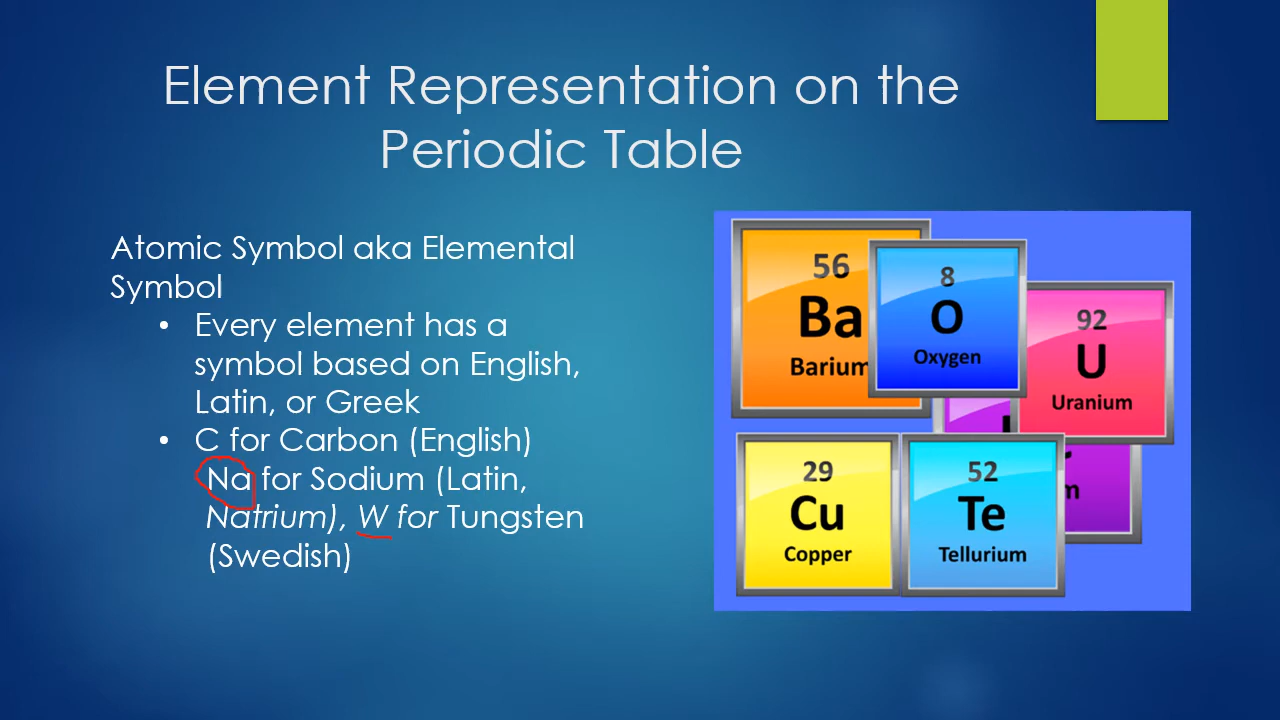 Element Representation on the
Periodic Table
Atomic Symbol aka Elemental
Symbol
• Every element has a
symbol based on English,
Latin, or Greek
• C for Carbon (English)
Na for Sodium (Latin,
Natrium), W for Tungsten
(Swedish)
56
Ba
Barium
8
O
Oxygen
92
U
Uranium
29
Cu
Copper
52
Te
Tellurium